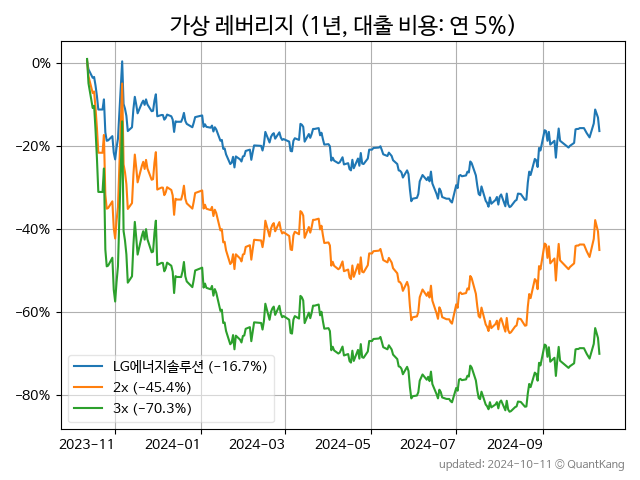 가상 레버리지 (1년, 대출 비용: 연 5%)
0%
−20%
−40%
−60%
−80%
LG에너지솔루션 (−16.7%)
2x (−45.4%)
3x (−70.3%)
2023-11 2024-01 2024-03 2024-05 2024-07 2024-09
updated: 2024-10-11 © QuantKang